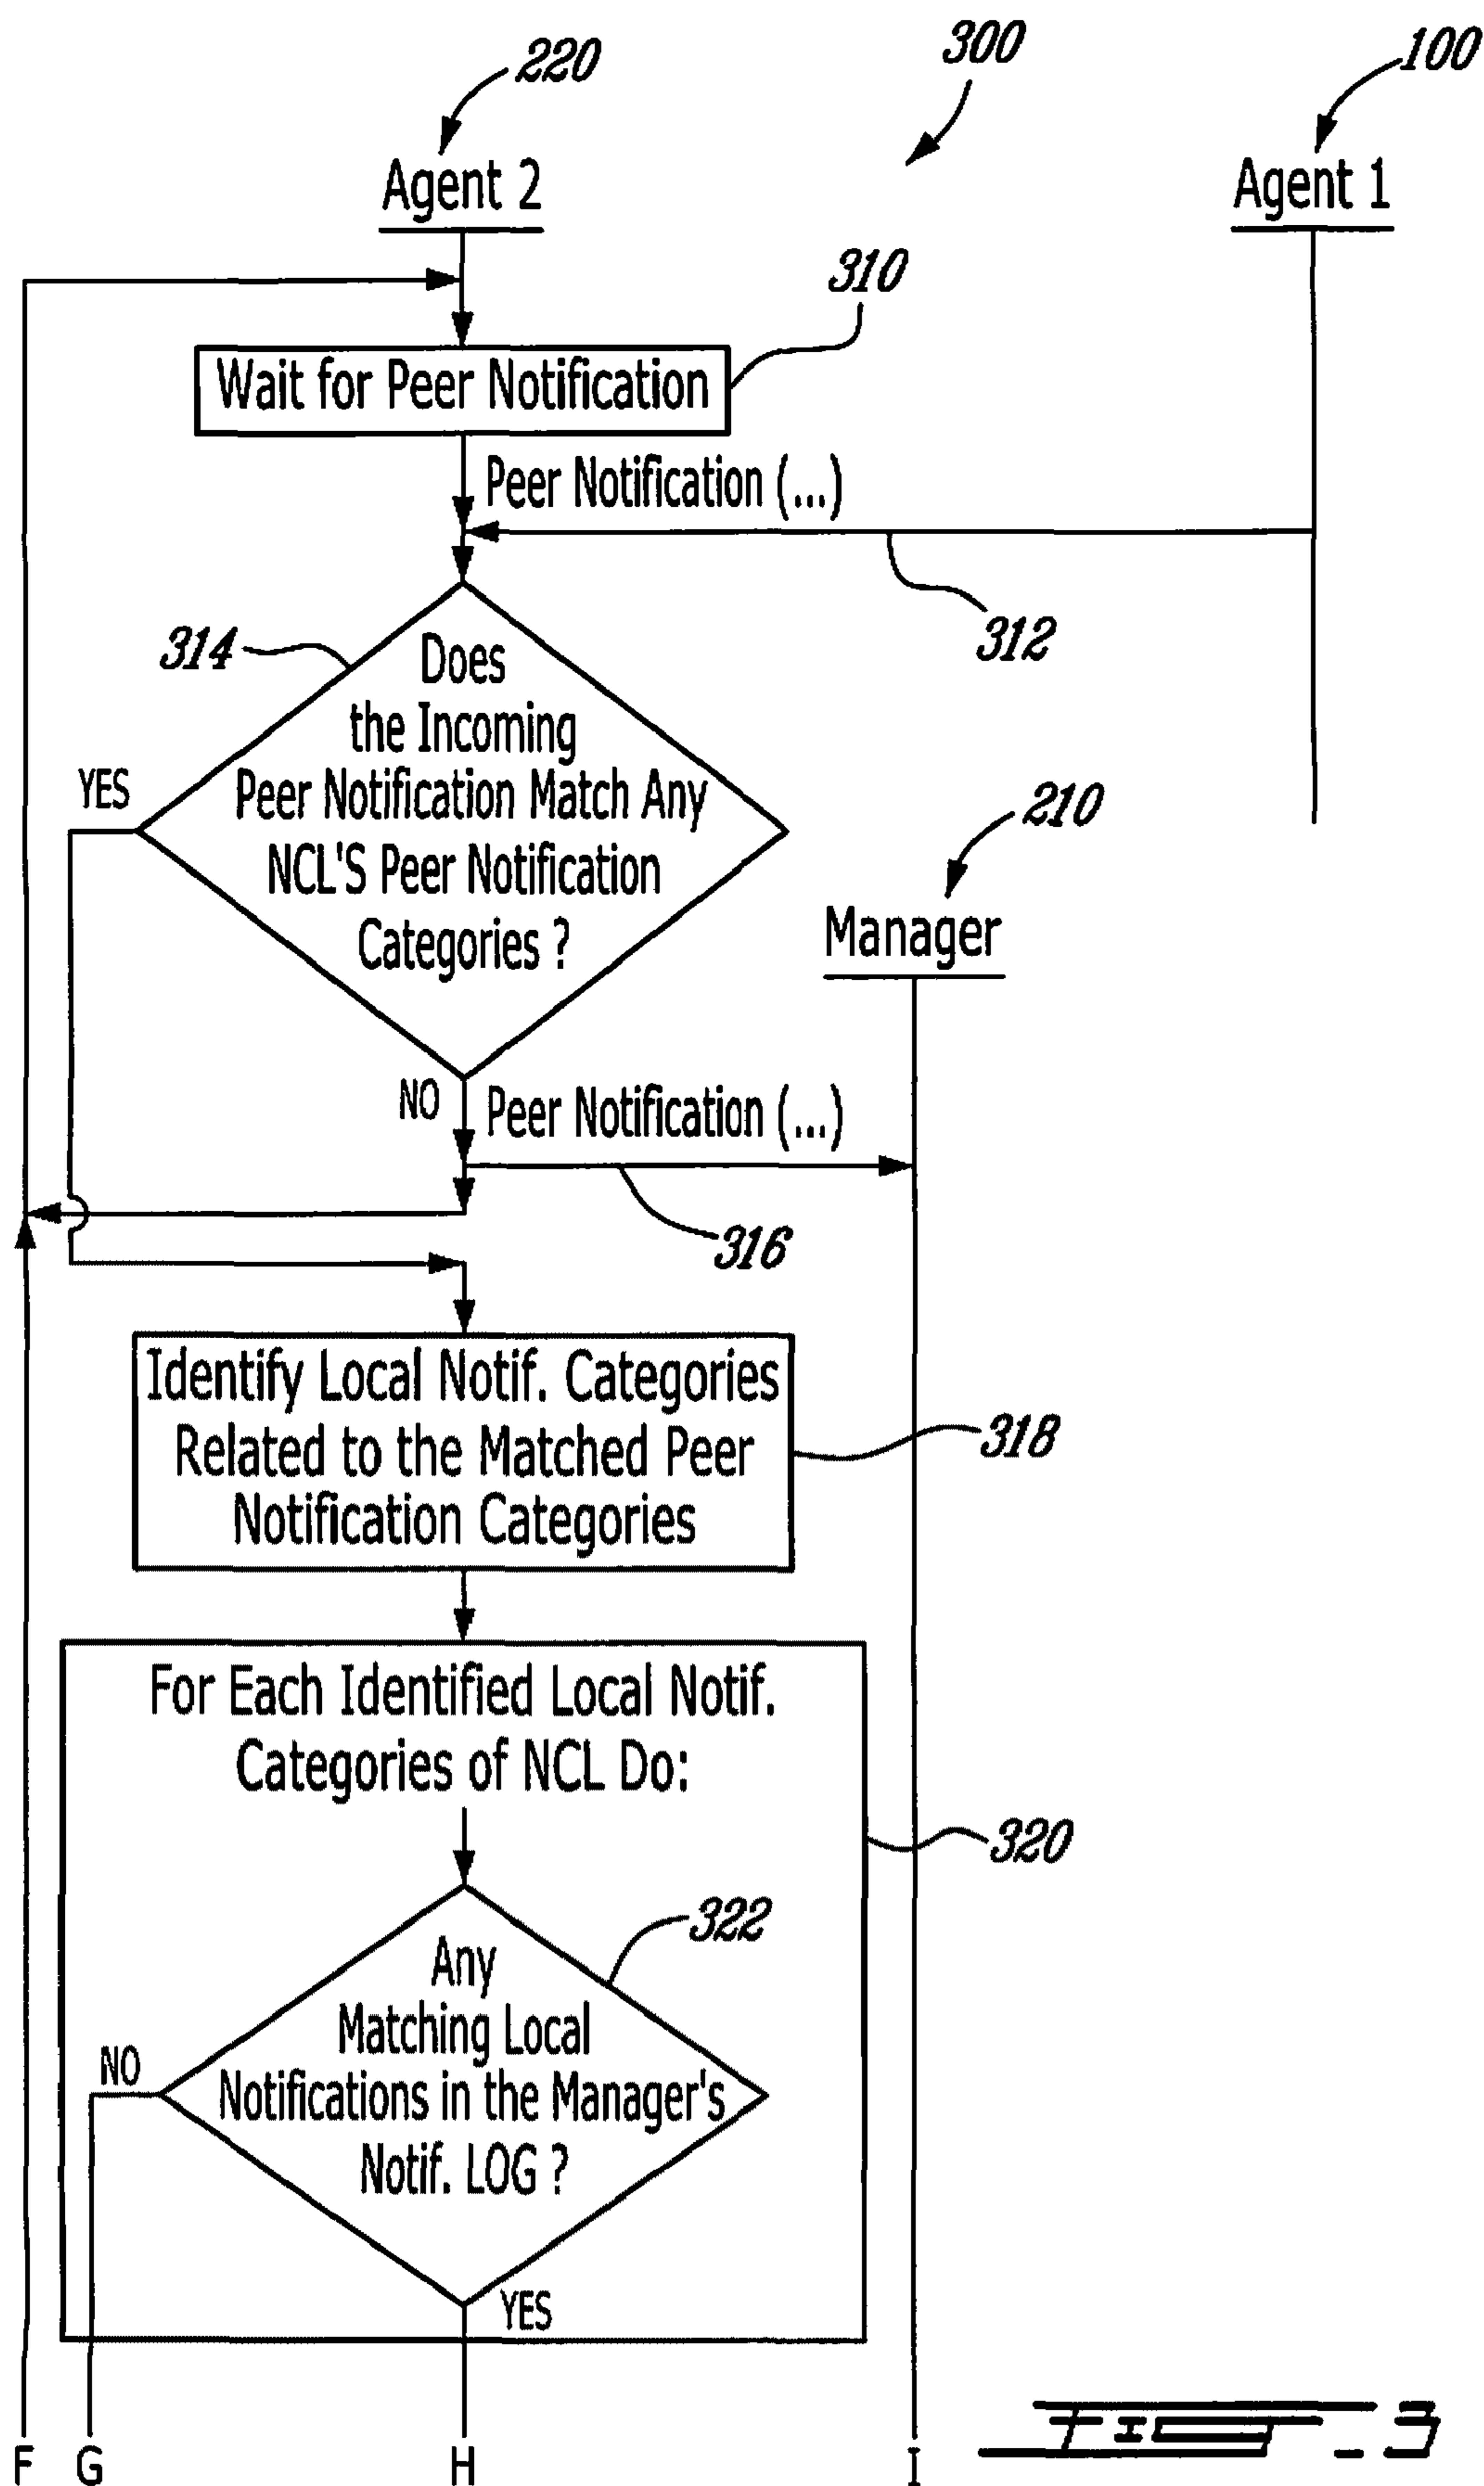 220
300
100
Agent 2
Agent 1
310
Wait for Peer Notification
Peer Notification (...)
312
314
Does
the Incoming
Peer Notification Match Any
NCL'S Peer Notification
Categories ?
YES
210
Manager
NO
Peer Notification (...)
316
Identify Local Notif. Categories
Related to the Matched Peer
Notification Categories
318
For Each Identified Local Notif.
Categories of NCL Do:
320
322
Any
Matching Local
Notifications in the Manager's
Notif. LOG ?
NO
YES
F
G
H
I
FIG_3